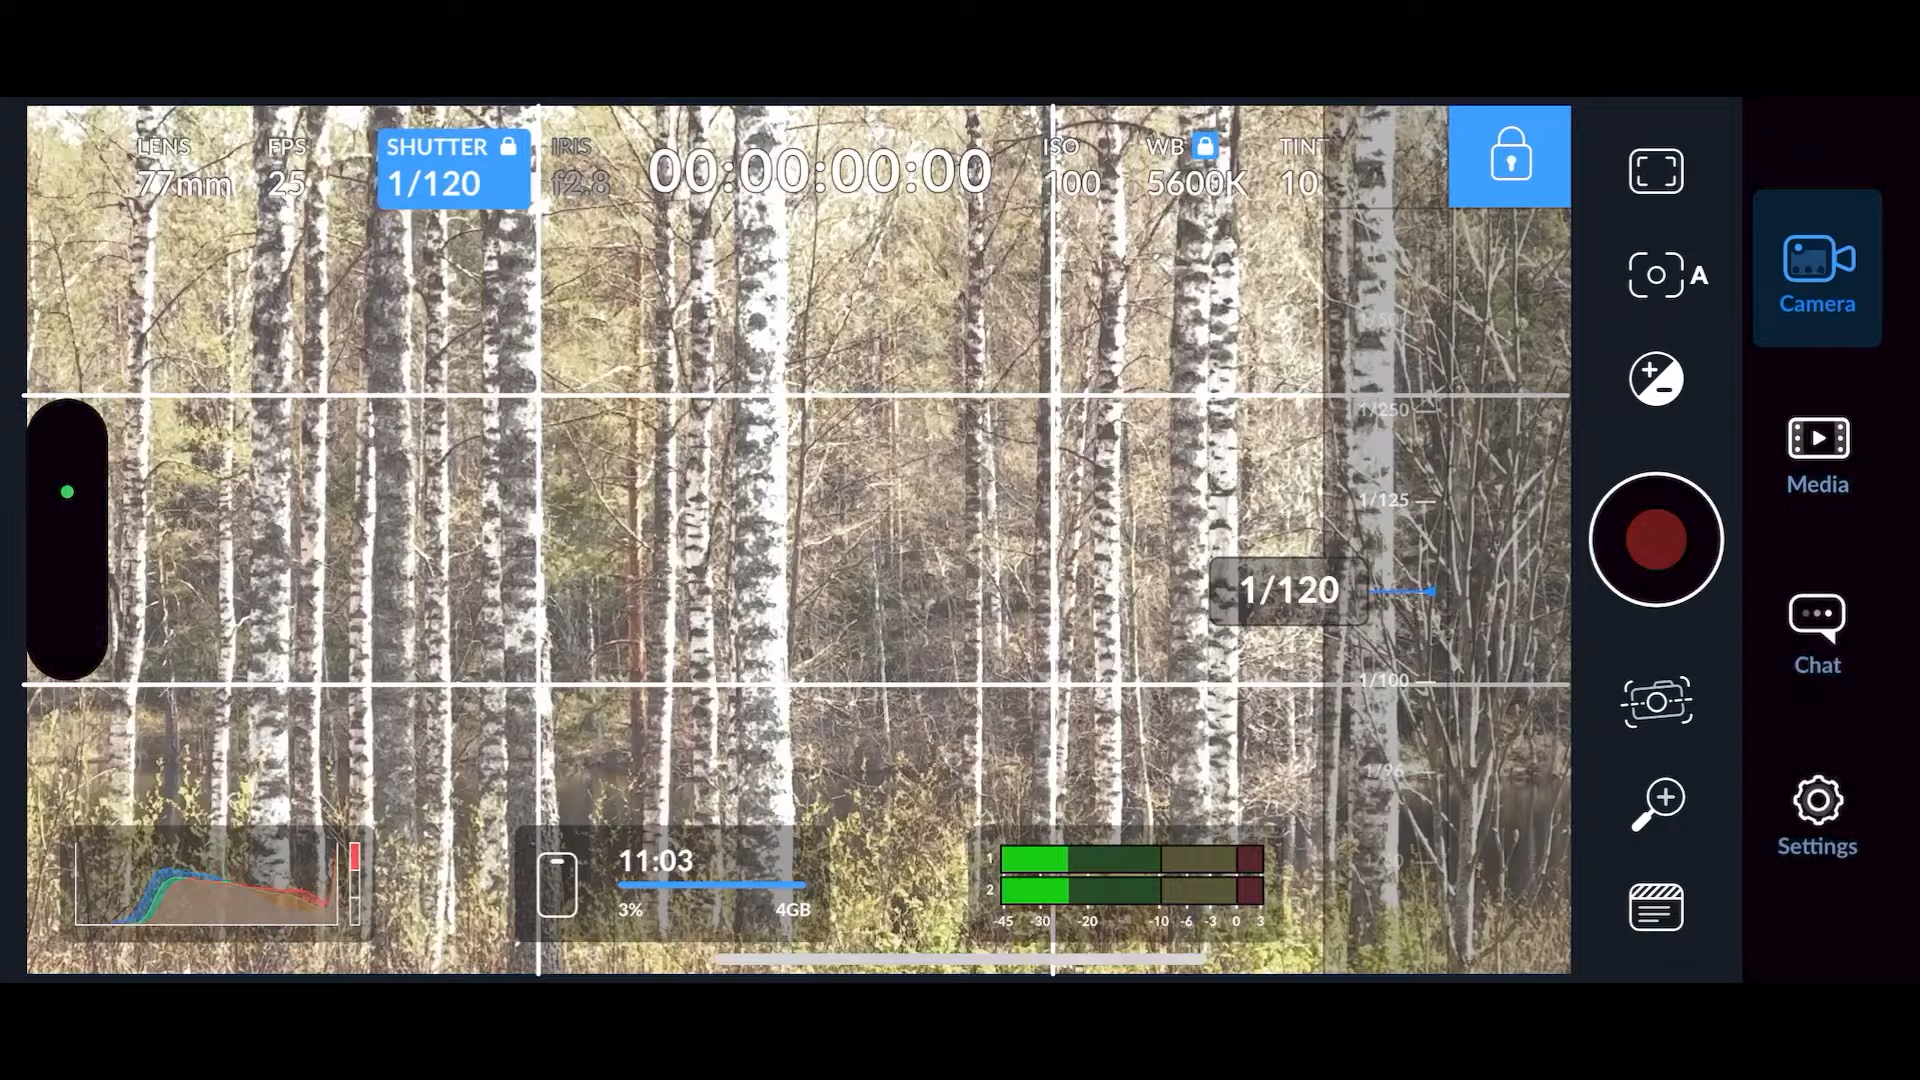 LENS
77mm
FPS
25
SHUTTER
1/120
IRIS
f2.8
00:00:00:00
ISO
100
WB
5600K
TINT
10
A
Camera
Media
Chat
Settings
1/250
1/125
1/120
1/100
1/96
11:03
3%
4GB
1
2
-45 -30 -20 -10 -6 -3 0 3